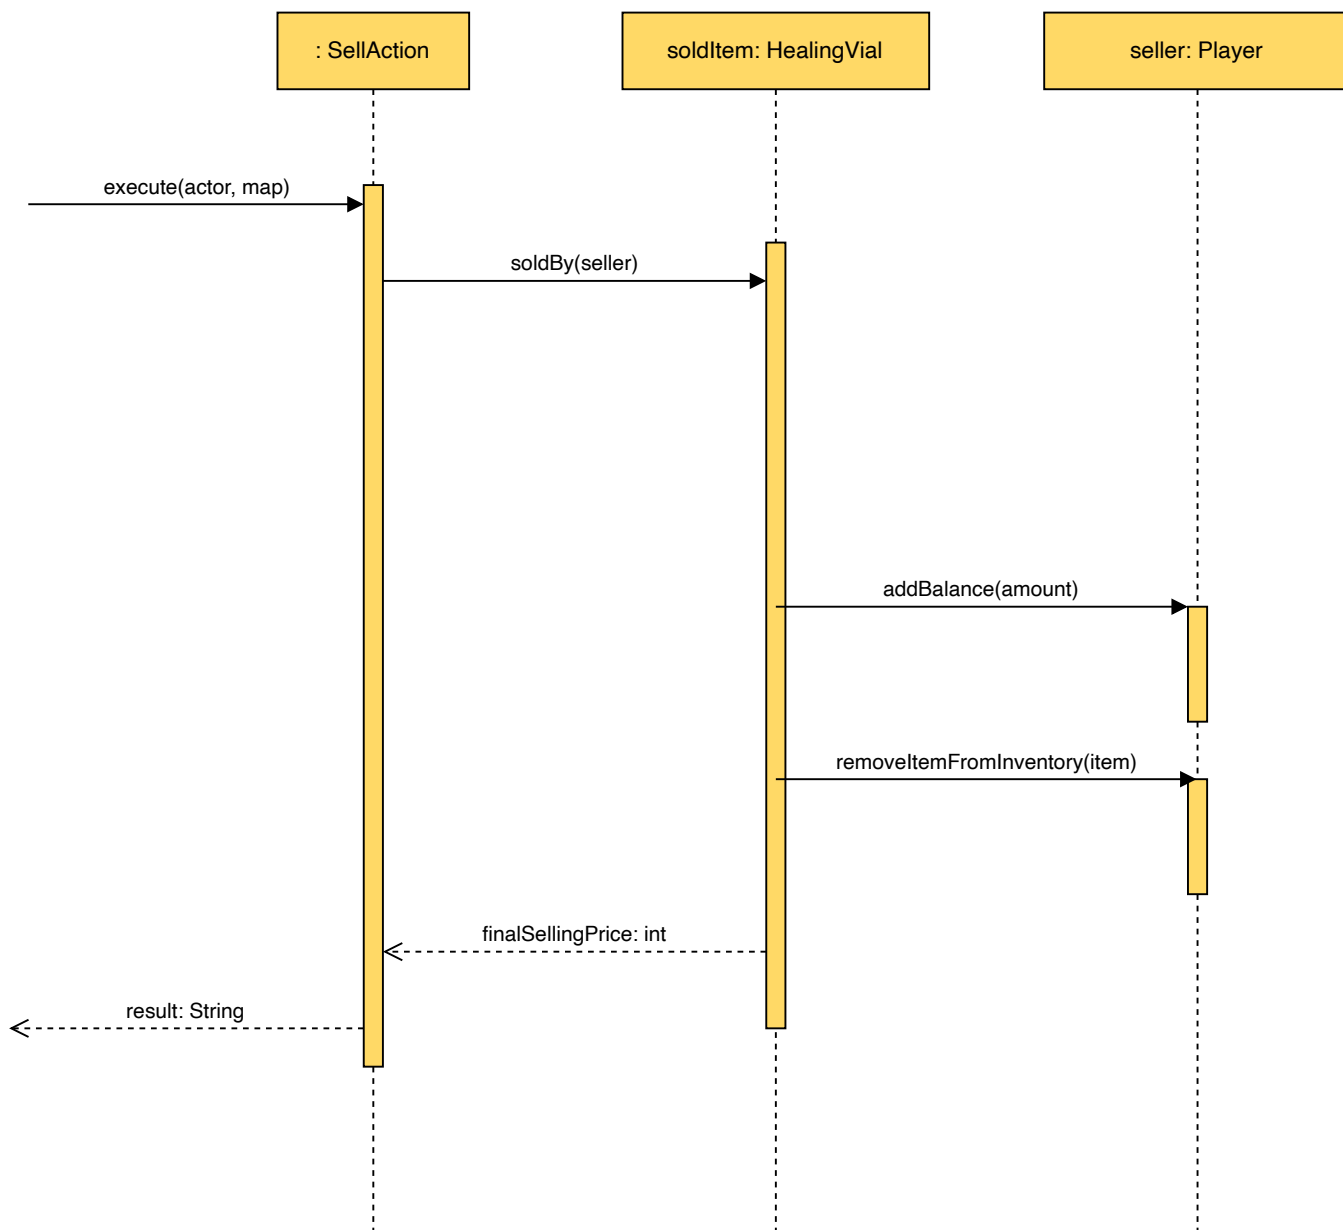 : SellAction
soldItem: HealingVial
seller: Player
execute(actor, map)
soldBy(seller)
addBalance(amount)
removeItemFromInventory(item)
finalSellingPrice: int
result: String